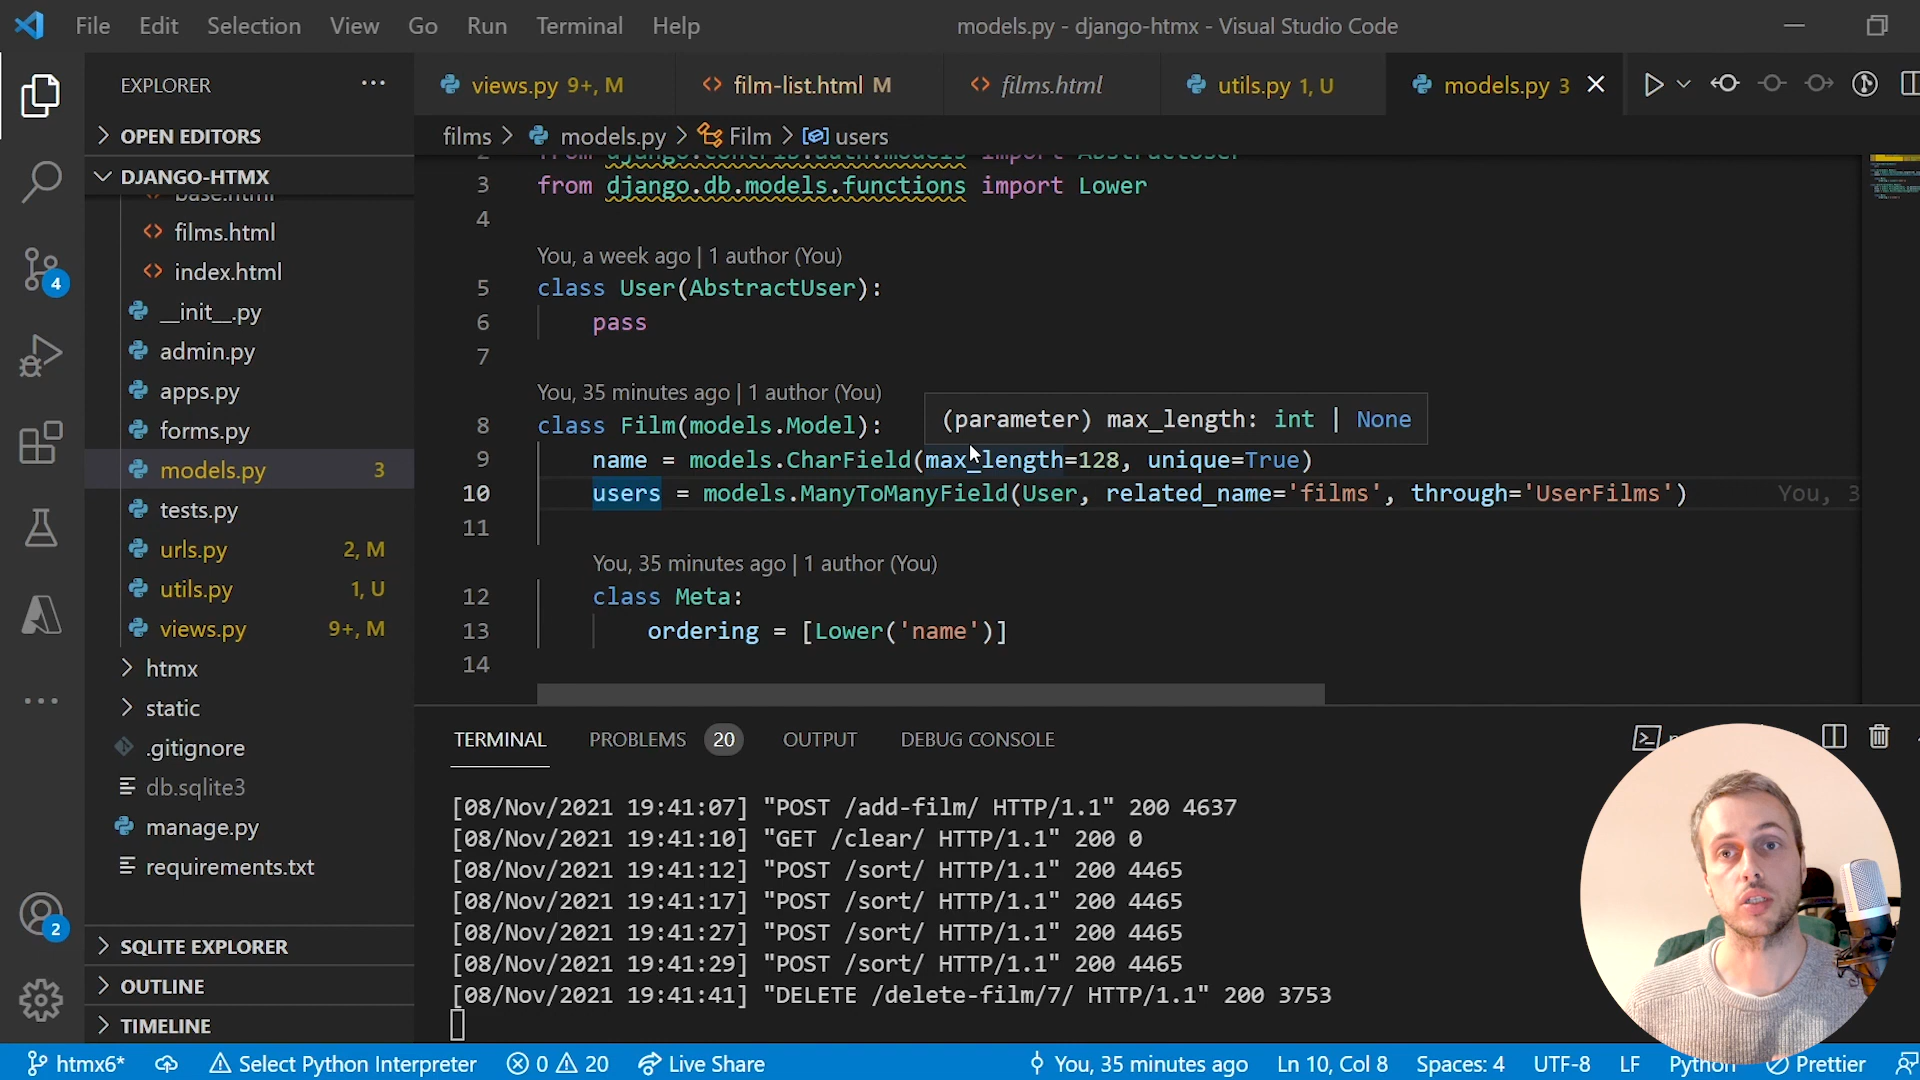 File Edit Selection View Go Run Terminal Help models.py - django-htmx - Visual Studio Code
EXPLORER
views.py 9+, M film-list.html M films.html utils.py 1, U models.py 3
OPEN EDITORS
films > models.py > Film > users
DJANGO-HTMX
base.html
films.html
index.html
__init__.py
admin.py
apps.py
forms.py
models.py 3
tests.py
urls.py 2, M
utils.py 1, U
views.py 9+, M
htmx
static
.gitignore
db.sqlite3
manage.py
requirements.txt
SQLITE EXPLORER
OUTLINE
TIMELINE
4
2
2 from django.contrib.auth.models import AbstractUser
3 from django.db.models.functions import Lower
4
You, a week ago | 1 author (You)
5 class User(AbstractUser):
6 pass
7
You, 35 minutes ago | 1 author (You)
(parameter) max_length: int | None
8 class Film(models.Model):
9 name = models.CharField(max_length=128, unique=True)
10 users = models.ManyToManyField(User, related_name='films', through='UserFilms') You, 3
11
You, 35 minutes ago | 1 author (You)
12 class Meta:
13 ordering = [Lower('name')]
14
TERMINAL PROBLEMS 20 OUTPUT DEBUG CONSOLE
[08/Nov/2021 19:41:07] "POST /add-film/ HTTP/1.1" 200 4637
[08/Nov/2021 19:41:10] "GET /clear/ HTTP/1.1" 200 0
[08/Nov/2021 19:41:12] "POST /sort/ HTTP/1.1" 200 4465
[08/Nov/2021 19:41:17] "POST /sort/ HTTP/1.1" 200 4465
[08/Nov/2021 19:41:27] "POST /sort/ HTTP/1.1" 200 4465
[08/Nov/2021 19:41:29] "POST /sort/ HTTP/1.1" 200 4465
[08/Nov/2021 19:41:41] "DELETE /delete-film/7/ HTTP/1.1" 200 3753
htmx6* Select Python Interpreter 0 20 Live Share You, 35 minutes ago Ln 10, Col 8 Spaces: 4 UTF-8 LF Python Prettier